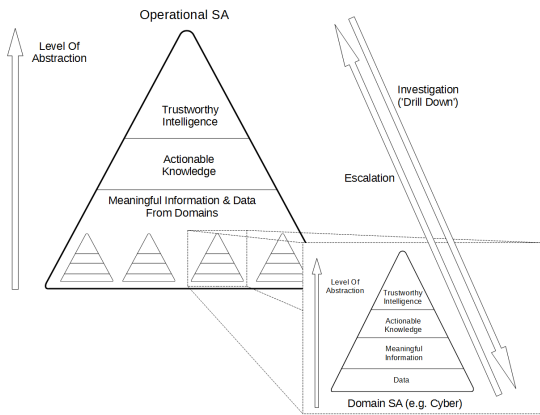 Operational SA
Level Of
Abstraction
Trustworthy
Intelligence
Actionable
Knowledge
Meaningful Information & Data
From Domains
Investigation
('Drill Down')
Escalation
Level Of
Abstraction
Trustworthy
Intelligence
Actionable
Knowledge
Meaningful
Information
Data
Domain SA (e.g. Cyber)